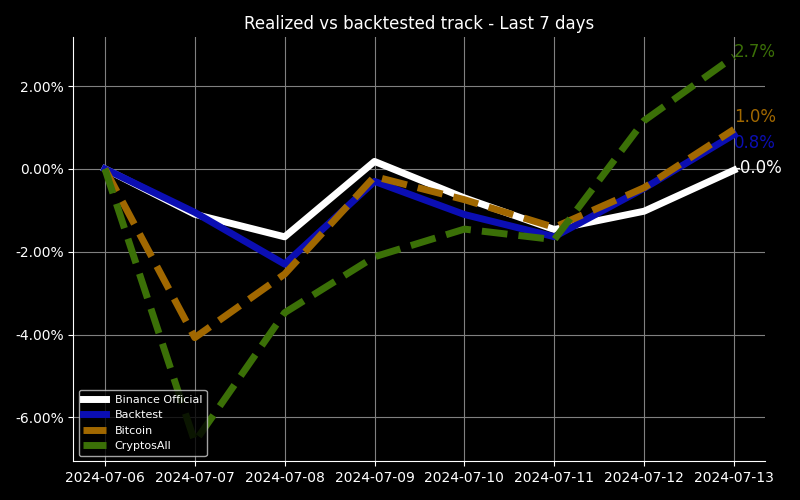 Realized vs backtested track - Last 7 days
2.7%
2.00%
1.0%
0.8%
0.00%
-0.0%
-2.00%
-4.00%
-6.00%
Binance Official
Backtest
Bitcoin
CryptosAll
2024-07-06 2024-07-07 2024-07-08 2024-07-09 2024-07-10 2024-07-11 2024-07-12 2024-07-13